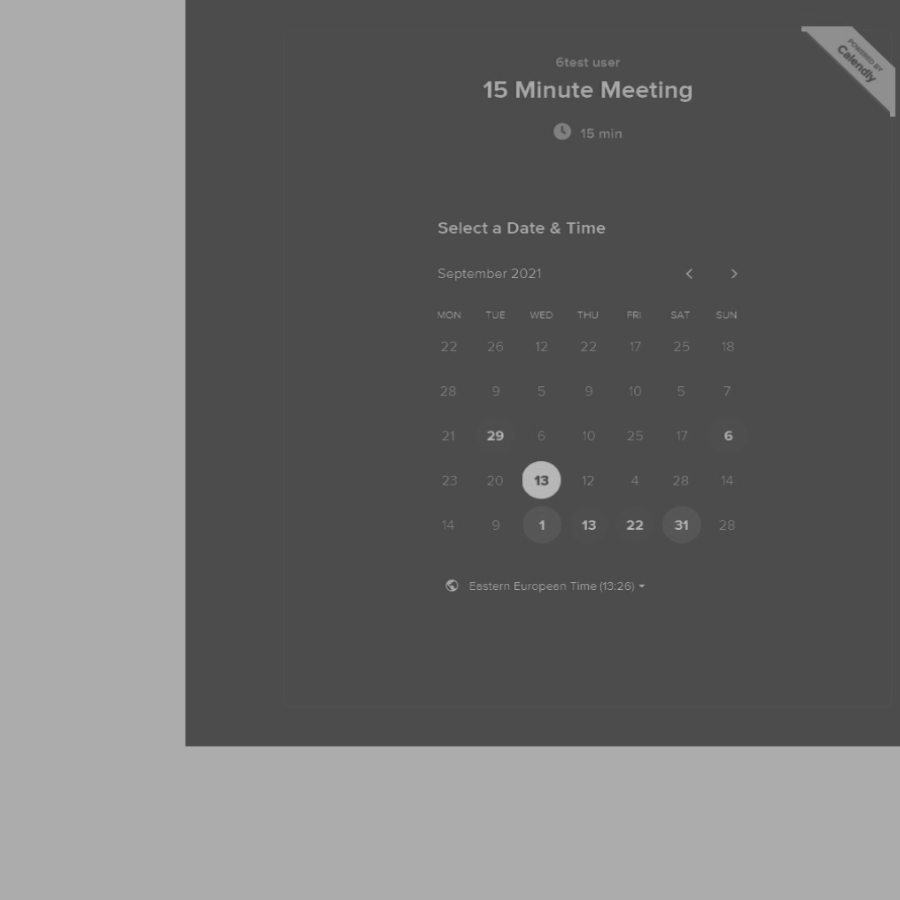 POWERED BY
Calendly
6test user
15 Minute Meeting
15 min
Select a Date & Time
September 2021
MON TUE WED THU FRI SAT SUN
22 26 12 22 17 25 18
28 9 5 9 10 5 7
21 29 6 10 25 17 6
23 20 13 12 4 28 14
14 9 1 13 22 31 28
Eastern European Time (13:26)